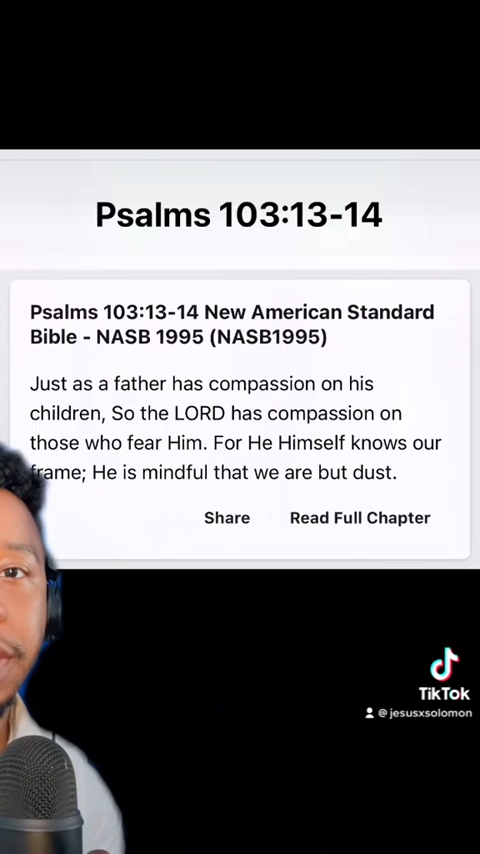 Psalms 103:13-14
Psalms 103:13-14 New American Standard
Bible - NASB 1995 (NASB1995)
Just as a father has compassion on his
children, So the LORD has compassion on
those who fear Him. For He Himself knows our
frame; He is mindful that we are but dust.
Share Read Full Chapter
TikTok
@jesusxsolomon